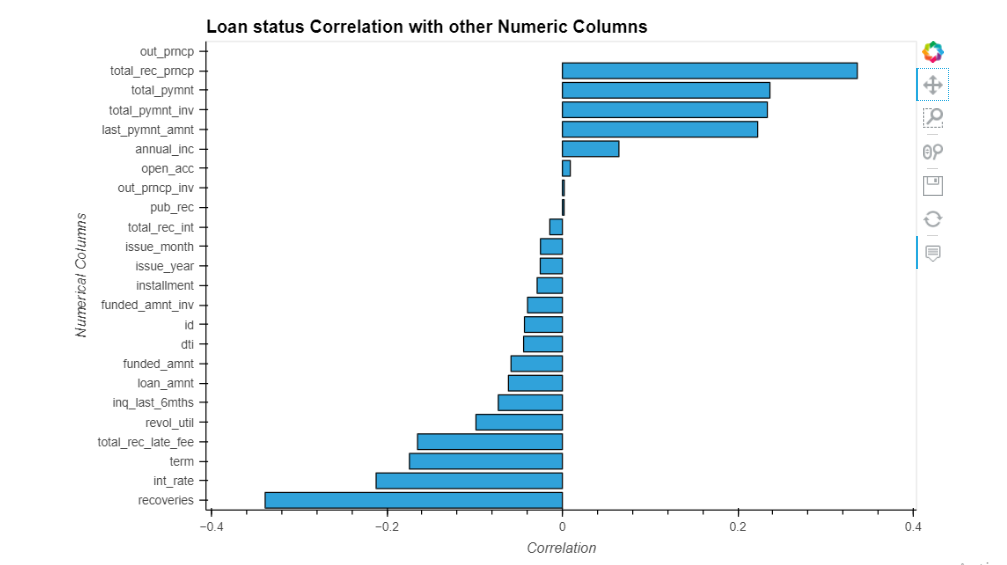 Loan status Correlation with other Numeric Columns
out_prncp
total_rec_prncp
total_pymnt
total_pymnt_inv
last_pymnt_amnt
annual_inc
open_acc
out_prncp_inv
pub_rec
total_rec_int
issue_month
issue_year
installment
funded_amnt_inv
id
dti
funded_amnt
loan_amnt
inq_last_6mths
revol_util
total_rec_late_fee
term
int_rate
recoveries
Numerical Columns
−0.4 −0.2 0 0.2 0.4
Correlation